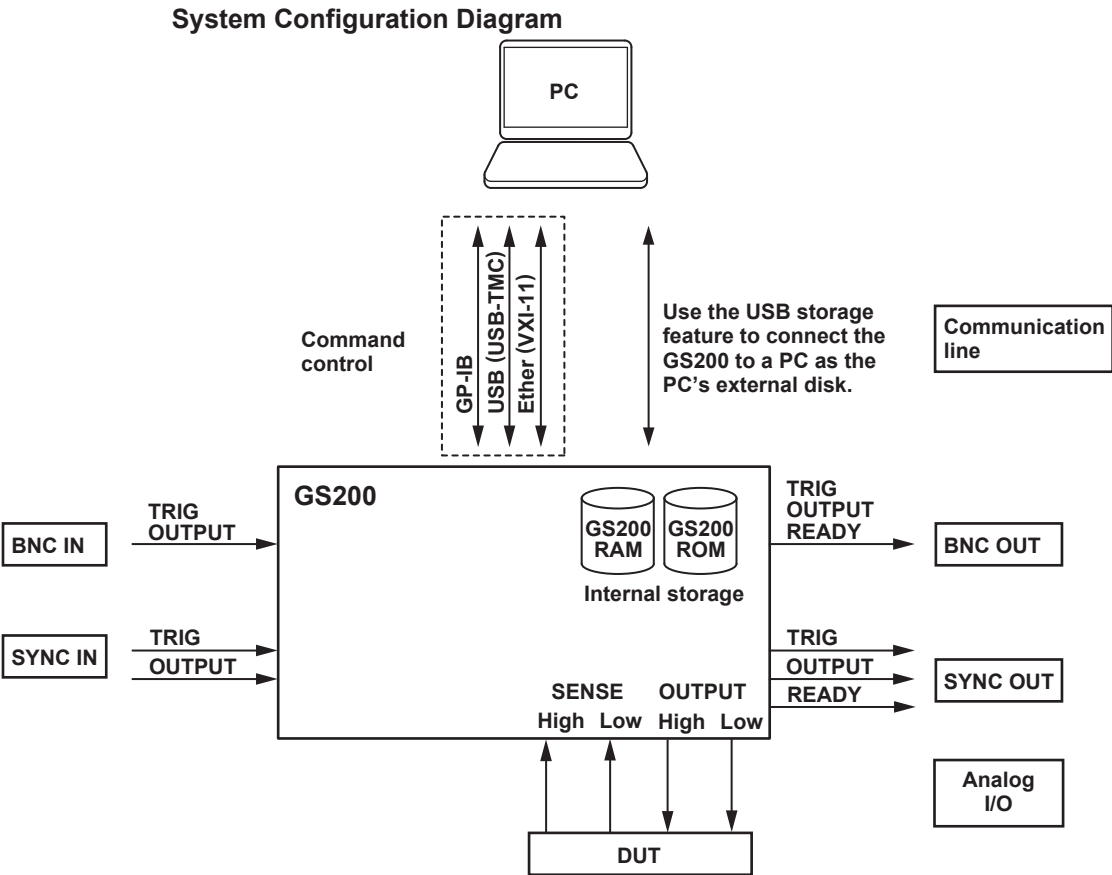 System Configuration Diagram
PC
Command
control
GP-IB
USB (USB-TMC)
Ether (VXI-11)
Use the USB storage
feature to connect the
GS200 to a PC as the
PC's external disk.
Communication
line
GS200
GS200
RAM
GS200
ROM
Internal storage
BNC IN
TRIG
OUTPUT
TRIG
OUTPUT
READY
BNC OUT
SYNC IN
TRIG
OUTPUT
TRIG
OUTPUT
READY
SYNC OUT
SENSE
High Low
OUTPUT
High Low
Analog
I/O
DUT